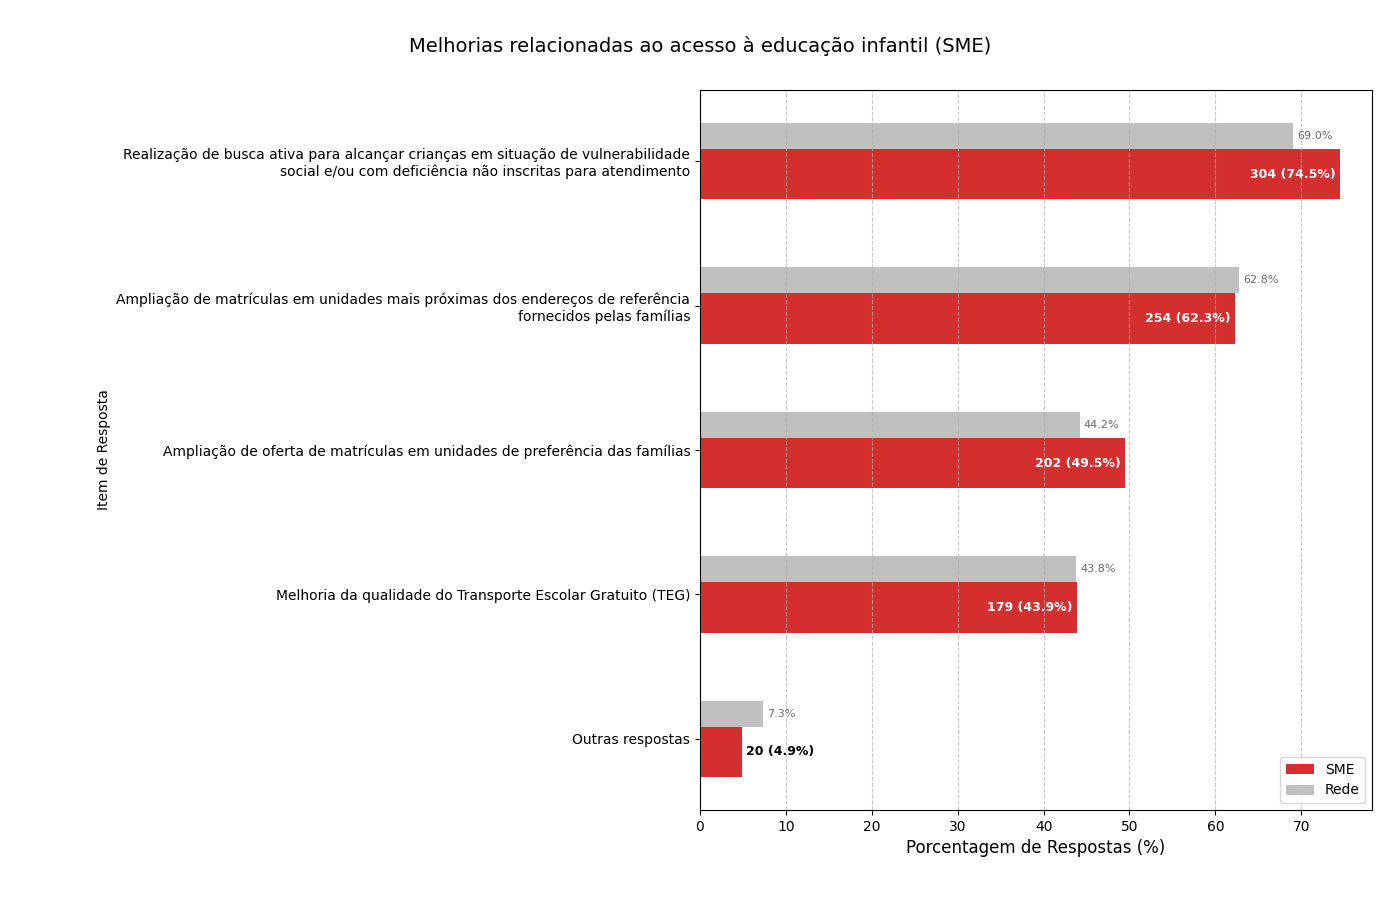 Melhorias relacionadas ao acesso à educação infantil (SME)
69.0%
Realização de busca ativa para alcançar crianças em situação de vulnerabilidade
social e/ou com deficiência não inscritas para atendimento
304 (74.5%)
62.8%
Ampliação de matrículas em unidades mais próximas dos endereços de referência
fornecidos pelas famílias
254 (62.3%)
44.2%
Ampliação de oferta de matrículas em unidades de preferência das famílias
202 (49.5%)
43.8%
Melhoria da qualidade do Transporte Escolar Gratuito (TEG)
179 (43.9%)
7.3%
Outras respostas
20 (4.9%)
Item de Resposta
SME
Rede
0 10 20 30 40 50 60 70
Porcentagem de Respostas (%)